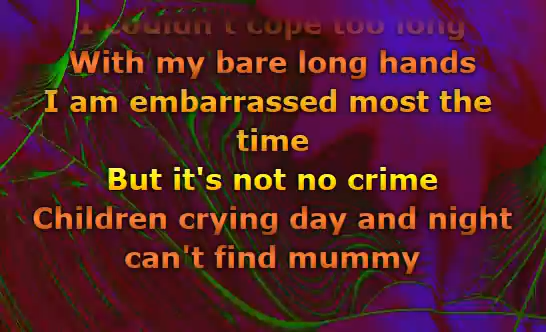 I couldn't cope too long
With my bare long hands
I am embarrassed most the
time
But it's not no crime
Children crying day and night
can't find mummy